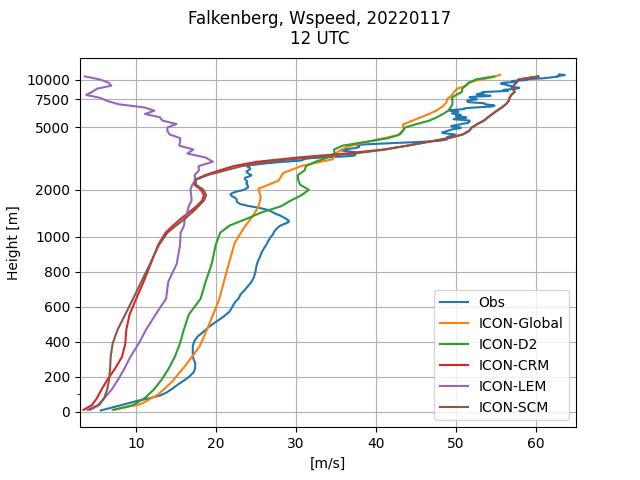 Falkenberg, Wspeed, 20220117
12 UTC
Height [m]
10000
7500
5000
2000
1000
800
600
400
200
0
Obs
ICON-Global
ICON-D2
ICON-CRM
ICON-LEM
ICON-SCM
10 20 30 40 50 60
[m/s]